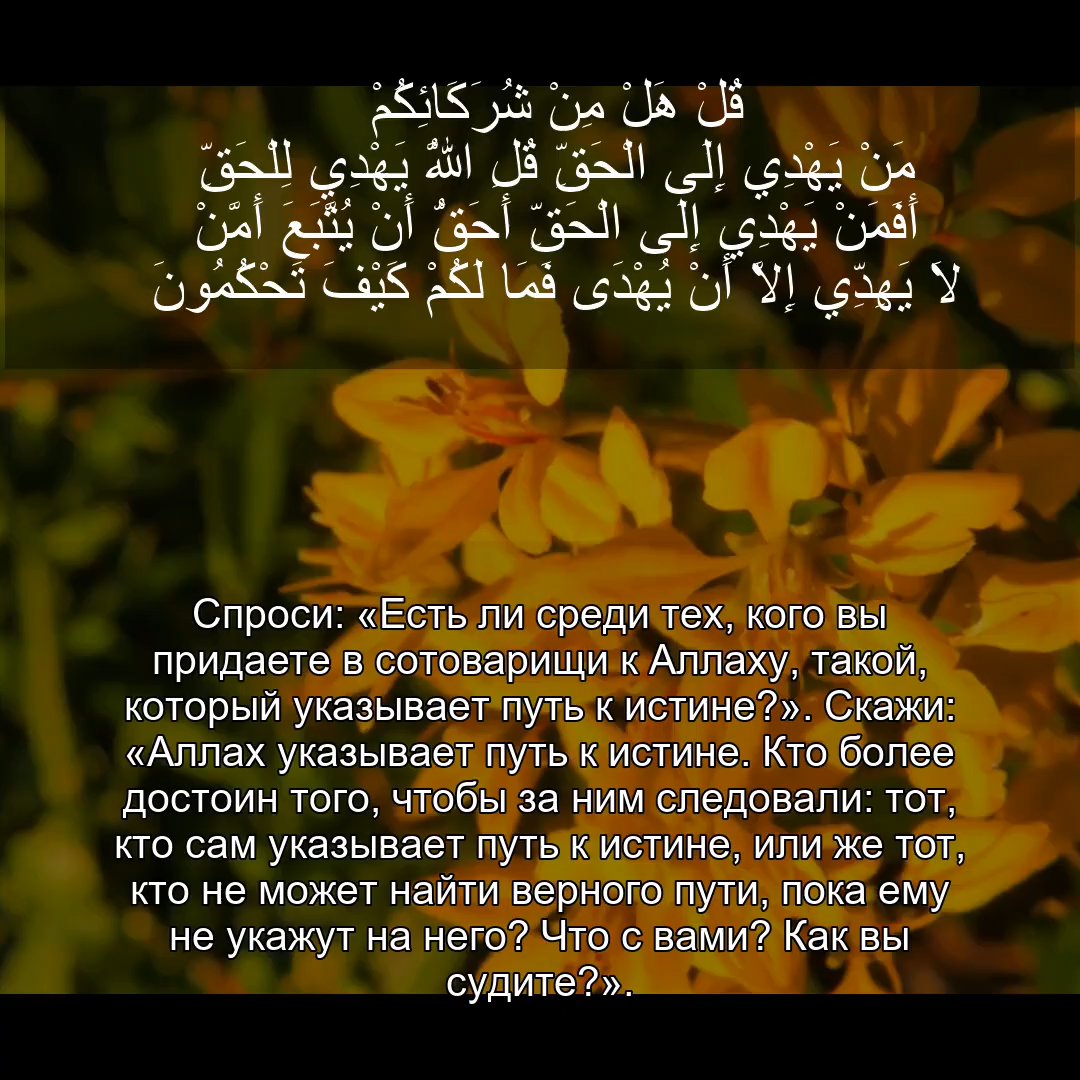 قُلْ هَلْ مِنْ شُرَكَائِكُمْ
مَنْ يَهْدِي إِلَى الْحَقِّ قُلِ اللهُ يَهْدِي لِلْحَقِّ
أَفَمَنْ يَهْدِي إِلَى الْحَقِّ أَحَقُّ أَنْ يُتَّبَعَ أَمَّنْ
لاَ يَهِدِّي إِلاَّ أَنْ يُهْدَى فَمَا لَكُمْ كَيْفَ تَحْكُمُونَ
Спроси: «Есть ли среди тех, кого вы
придаете в сотоварищи к Аллаху, такой,
который указывает путь к истине?». Скажи:
«Аллах указывает путь к истине. Кто более
достоин того, чтобы за ним следовали: тот,
кто сам указывает путь к истине, или же тот,
кто не может найти верного пути, пока ему
не укажут на него? Что с вами? Как вы
судите?».